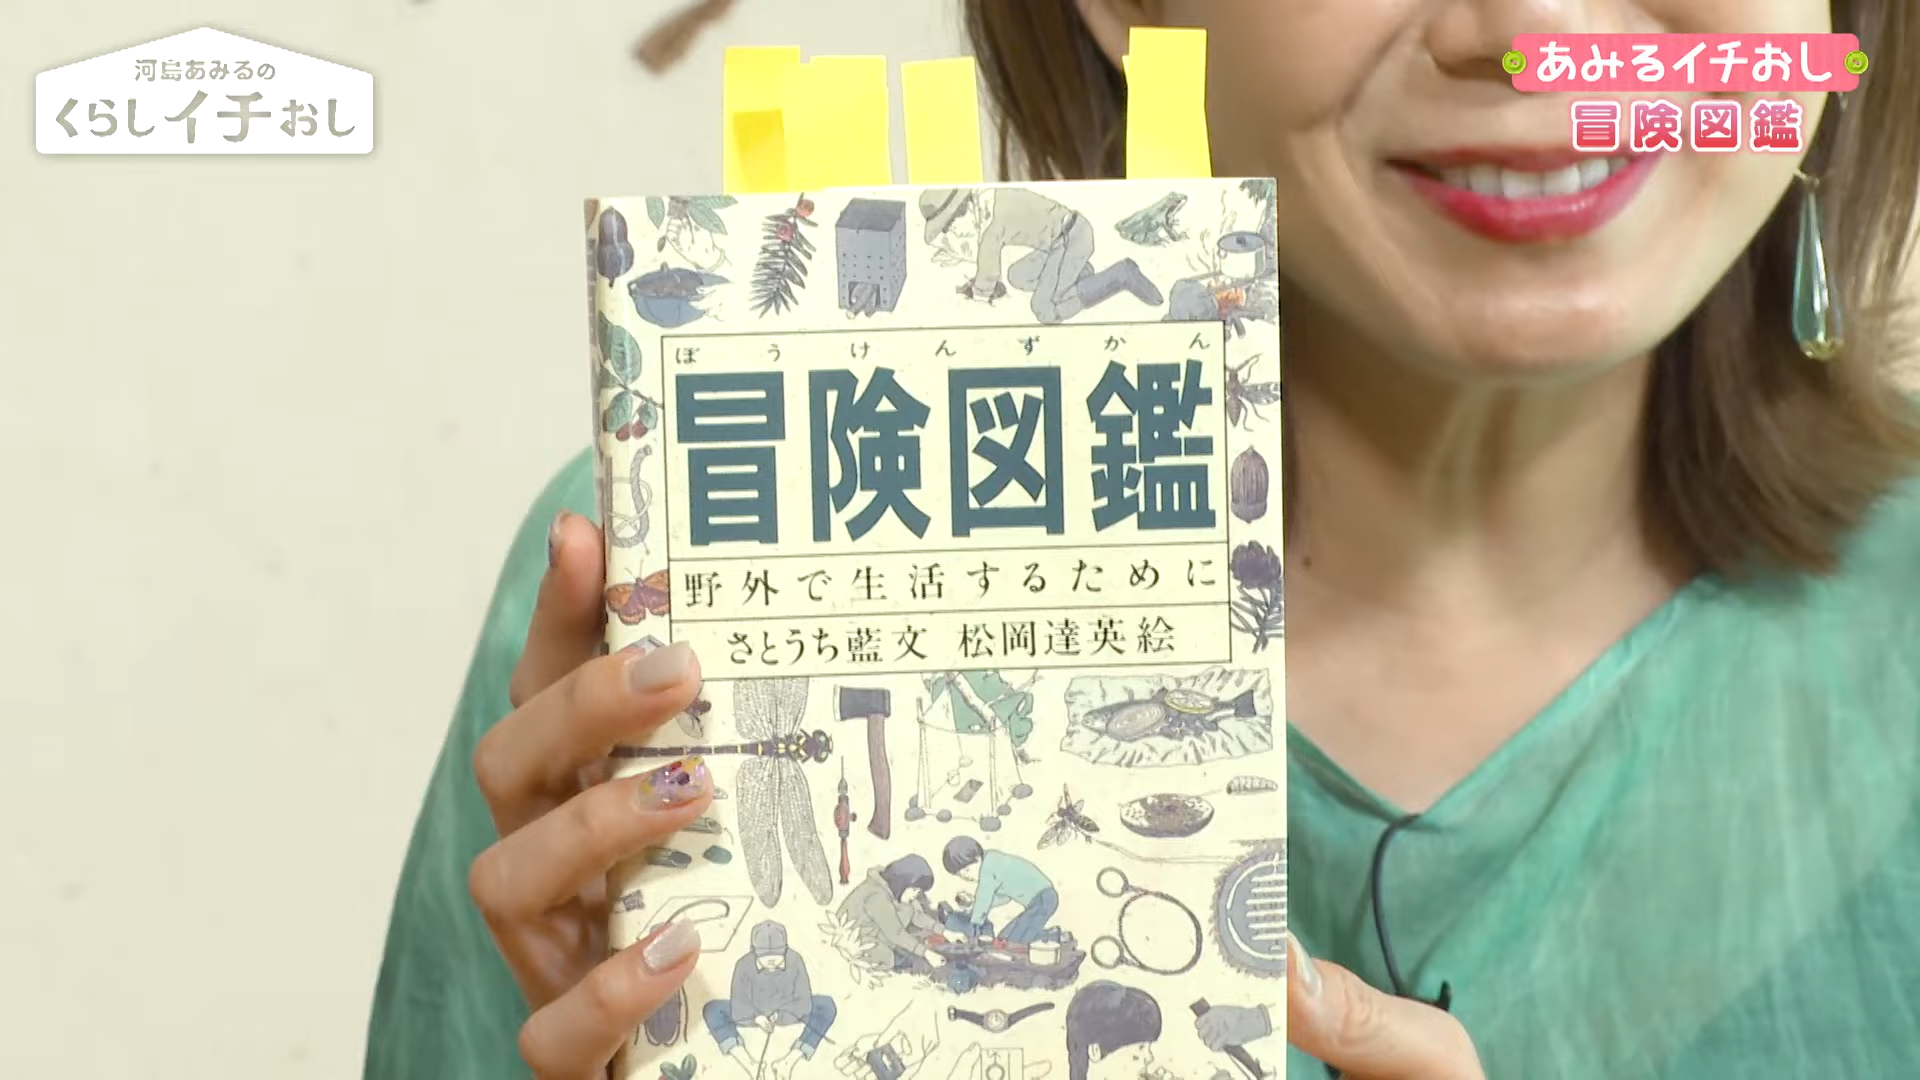 河島あみるの
くらしイチおし
あみるイチおし
冒険図鑑
ぼうけんずかん
冒険図鑑
野外で生活するために
さとうち藍文 松岡達英絵